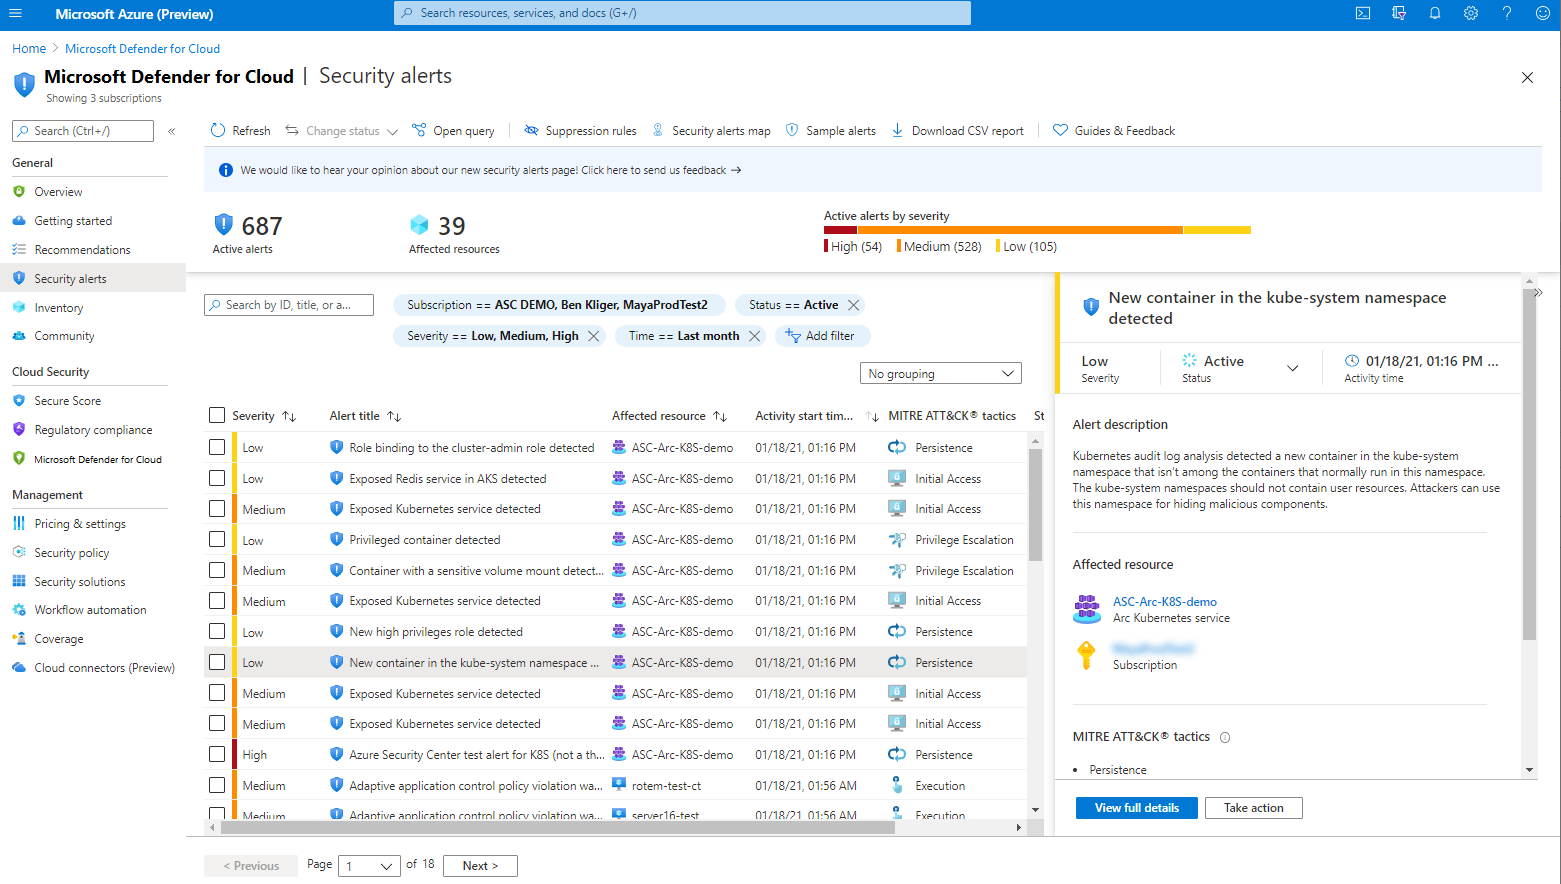 Microsoft Azure (Preview)
Search resources, services, and docs (G+/)
Home > Microsoft Defender for Cloud
Microsoft Defender for Cloud | Security alerts
Showing 3 subscriptions
Search (Ctrl+/)
«
General
Overview
Getting started
Recommendations
Security alerts
Inventory
Community
Cloud Security
Secure Score
Regulatory compliance
Microsoft Defender for Cloud
Management
Pricing & settings
Security policy
Security solutions
Workflow automation
Coverage
Cloud connectors (Preview)
Refresh Change status Open query Suppression rules Security alerts map Sample alerts Download CSV report Guides & Feedback
We would like to hear your opinion about our new security alerts page! Click here to send us feedback →
687
Active alerts
39
Affected resources
Active alerts by severity
High (54) Medium (528) Low (105)
Search by ID, title, or a...
Subscription == ASC DEMO, Ben Kliger, MayaProdTest2
Status == Active
Severity == Low, Medium, High
Time == Last month
Add filter
No grouping
Severity Alert title Affected resource Activity start tim... MITRE ATT&CK® tactics St
Low Role binding to the cluster-admin role detected ASC-Arc-K8S-demo 01/18/21, 01:16 PM Persistence
Low Exposed Redis service in AKS detected ASC-Arc-K8S-demo 01/18/21, 01:16 PM Initial Access
Medium Exposed Kubernetes service detected ASC-Arc-K8S-demo 01/18/21, 01:16 PM Initial Access
Low Privileged container detected ASC-Arc-K8S-demo 01/18/21, 01:16 PM Privilege Escalation
Medium Container with a sensitive volume mount detect... ASC-Arc-K8S-demo 01/18/21, 01:16 PM Privilege Escalation
Medium Exposed Kubernetes service detected ASC-Arc-K8S-demo 01/18/21, 01:16 PM Initial Access
Low New high privileges role detected ASC-Arc-K8S-demo 01/18/21, 01:16 PM Persistence
Low New container in the kube-system namespace ... ASC-Arc-K8S-demo 01/18/21, 01:16 PM Persistence
Medium Exposed Kubernetes service detected ASC-Arc-K8S-demo 01/18/21, 01:16 PM Initial Access
Medium Exposed Kubernetes service detected ASC-Arc-K8S-demo 01/18/21, 01:16 PM Initial Access
High Azure Security Center test alert for K8S (not a th... ASC-Arc-K8S-demo 01/18/21, 01:16 PM Persistence
Medium Adaptive application control policy violation wa... rotem-test-ct 01/18/21, 01:56 AM Execution
Medium Adaptive application control policy violation wa... server16-test 01/18/21, 01:56 AM Execution
< Previous Page 1 of 18 Next >
New container in the kube-system namespace
detected
Low
Severity
Active
Status
01/18/21, 01:16 PM ...
Activity time
Alert description
Kubernetes audit log analysis detected a new container in the kube-system
namespace that isn't among the containers that normally run in this namespace.
The kube-system namespaces should not contain user resources. Attackers can use
this namespace for hiding malicious components.
Affected resource
ASC-Arc-K8S-demo
Arc Kubernetes service
Subscription
MITRE ATT&CK® tactics
• Persistence
View full details
Take action